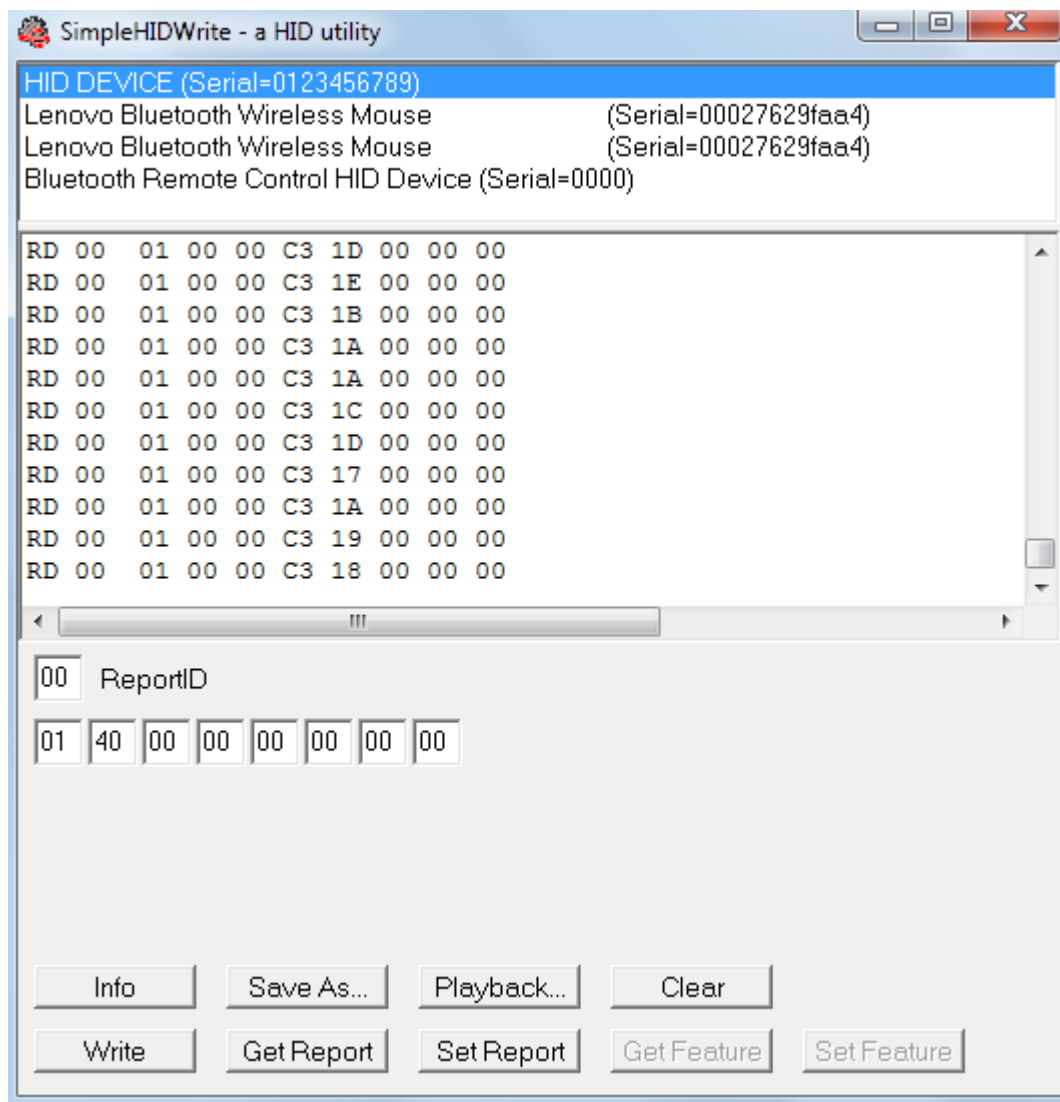 SimpleHIDWrite - a HID utility
HID DEVICE (Serial=0123456789)
Lenovo Bluetooth Wireless Mouse (Serial=00027629faa4)
Lenovo Bluetooth Wireless Mouse (Serial=00027629faa4)
Bluetooth Remote Control HID Device (Serial=0000)
RD 00 01 00 00 C3 1D 00 00 00
RD 00 01 00 00 C3 1E 00 00 00
RD 00 01 00 00 C3 1B 00 00 00
RD 00 01 00 00 C3 1A 00 00 00
RD 00 01 00 00 C3 1A 00 00 00
RD 00 01 00 00 C3 1C 00 00 00
RD 00 01 00 00 C3 1D 00 00 00
RD 00 01 00 00 C3 17 00 00 00
RD 00 01 00 00 C3 1A 00 00 00
RD 00 01 00 00 C3 19 00 00 00
RD 00 01 00 00 C3 18 00 00 00
00 ReportID
01 40 00 00 00 00 00 00
Info Save As... Playback... Clear
Write Get Report Set Report Get Feature Set Feature